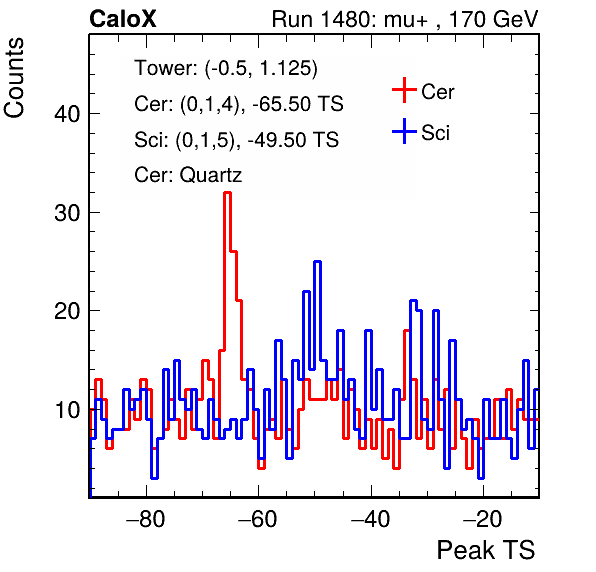 CaloX Run 1480: mu+ , 170 GeV
Counts
Tower: (-0.5, 1.125)
Cer: (0,1,4), -65.50 TS
Sci: (0,1,5), -49.50 TS
Cer: Quartz
Cer
Sci
40
30
20
10
−80 −60 −40 −20
Peak TS